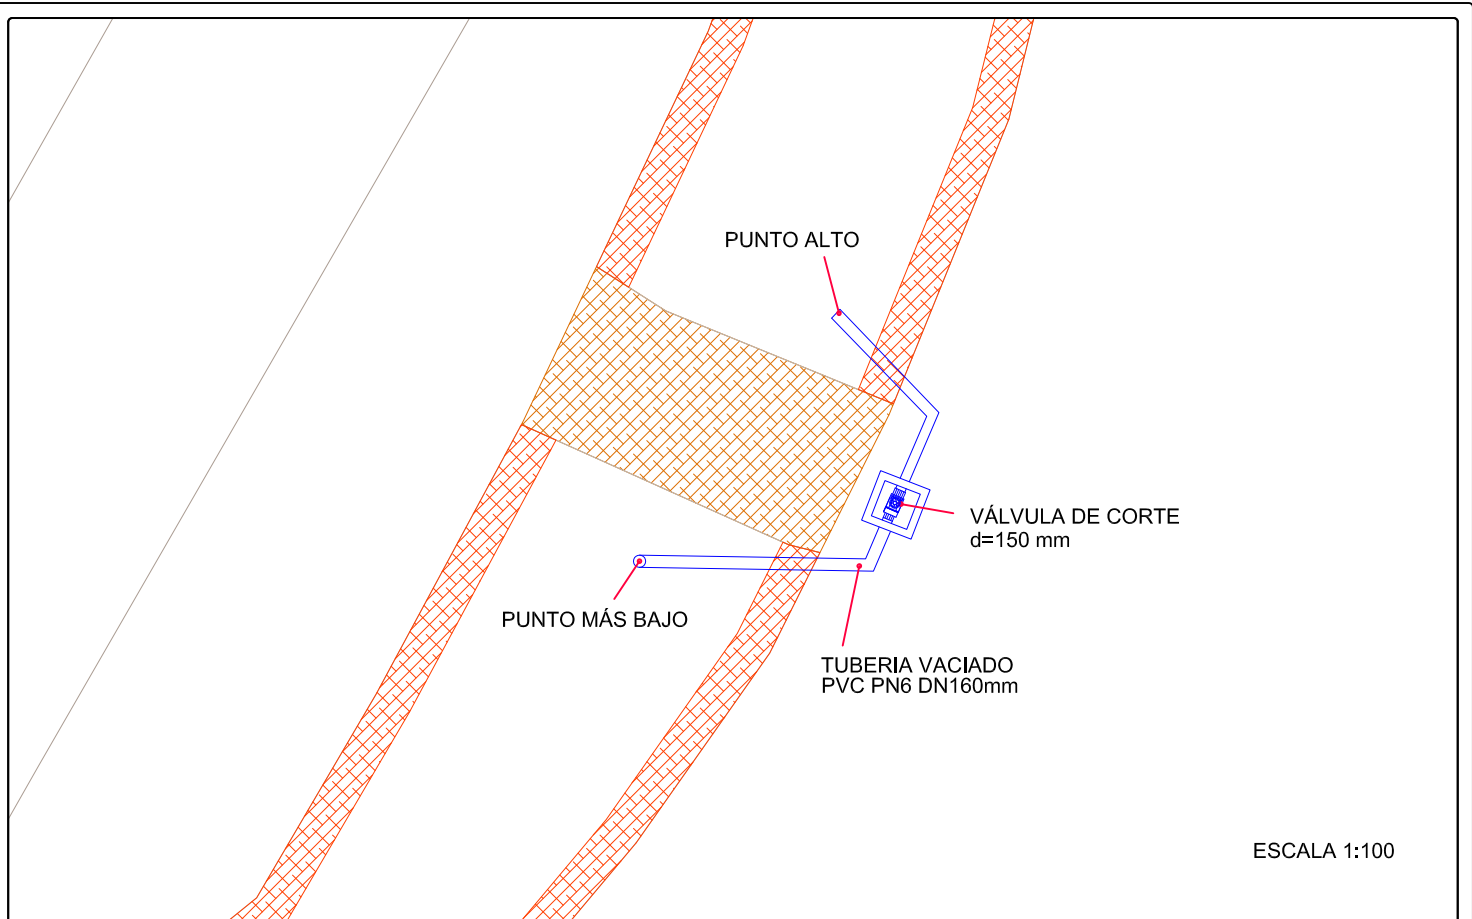 PUNTO ALTO
VÁLVULA DE CORTE
d=150 mm
PUNTO MÁS BAJO
TUBERIA VACIADO
PVC PN6 DN160mm
ESCALA 1:100